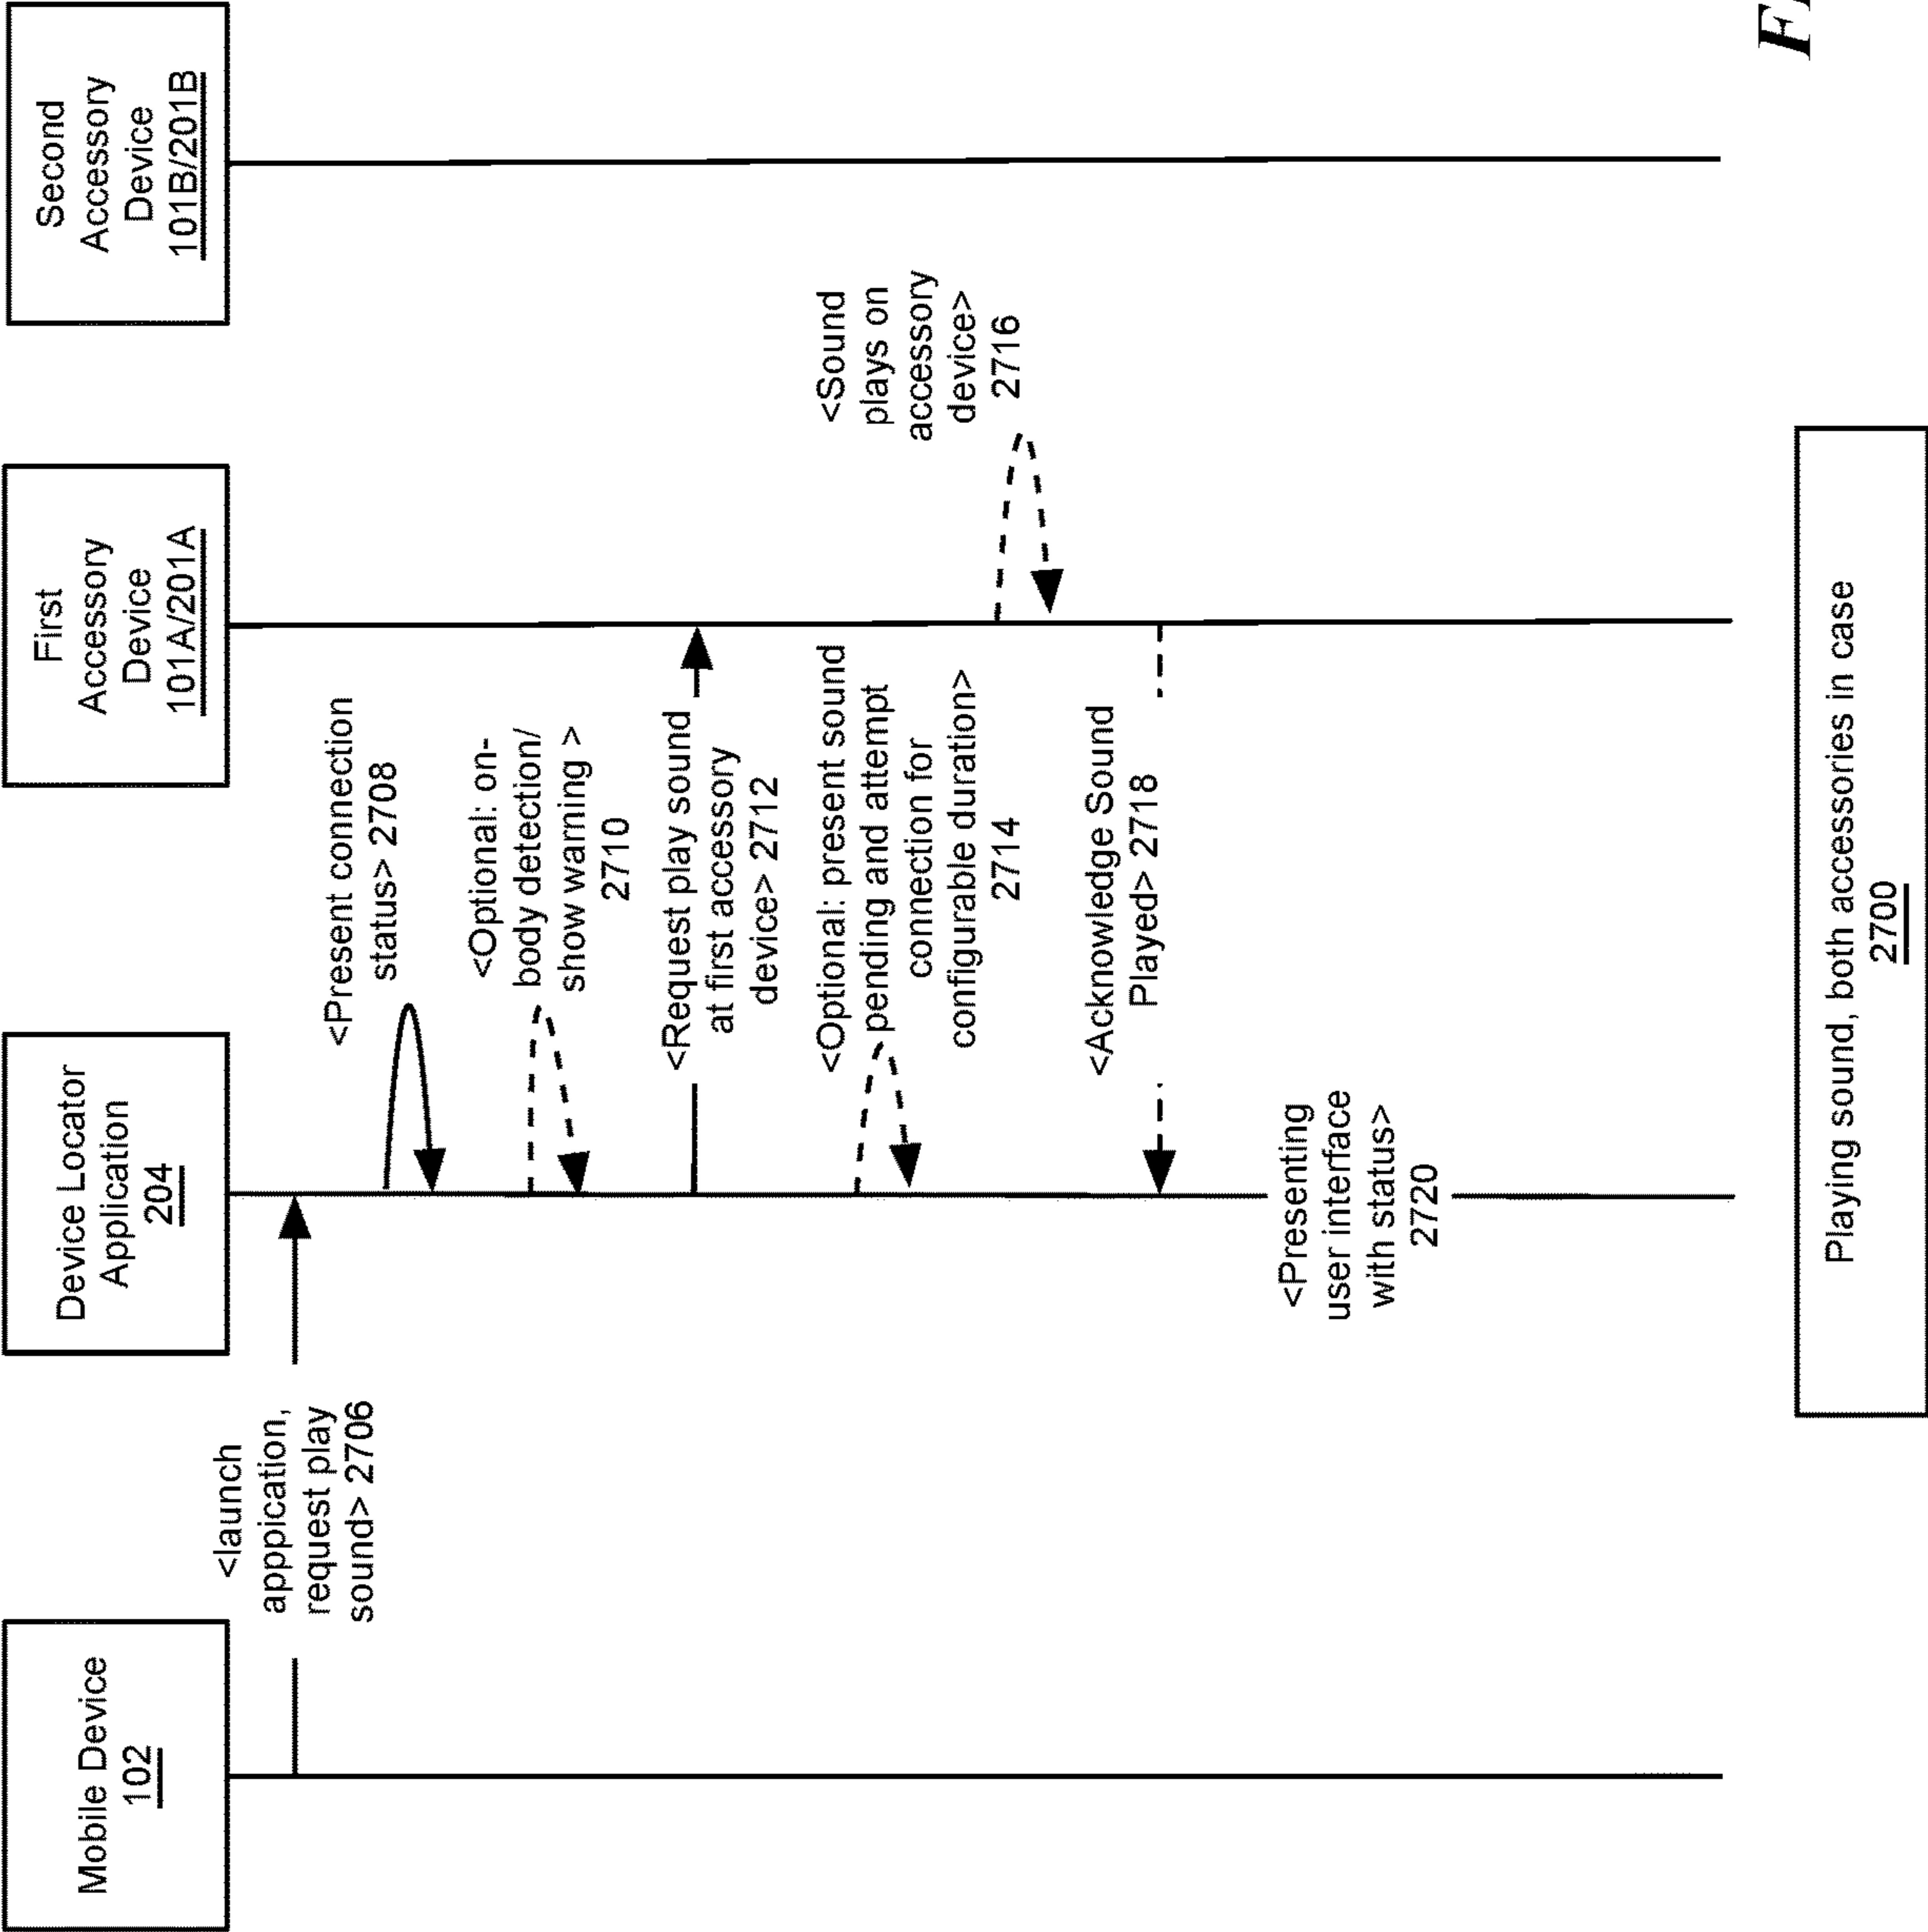 Mobile Device
102
Device Locator
Application
204
First
Accessory
Device
101A/201A
Second
Accessory
Device
101B/201B
<launch
apppication,
request play
sound> 2706
<Present connection
status> 2708
<Optional: on-
body detection/
show warning >
2710
<Request play sound
at first accessory
device> 2712
<Optional: present sound
pending and attempt
connection for
configurable duration>
2714
<Sound
plays on
accessory
device>
2716
<Acknowledge Sound
Played> 2718
<Presenting
user interface
with status>
2720
Playing sound, both accessories in case
2700